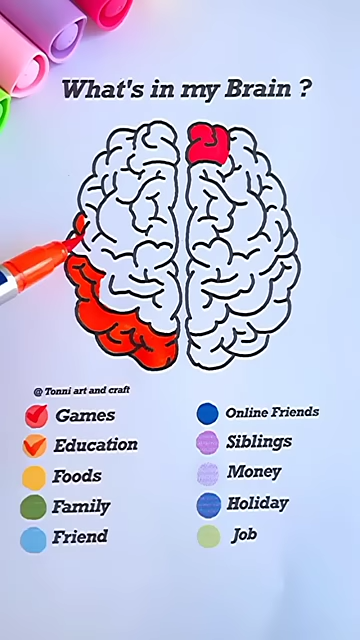 What's in my Brain ?
@ Tonni art and craft
Games
Education
Foods
Family
Friend
Online Friends
Siblings
Money
Holiday
Job